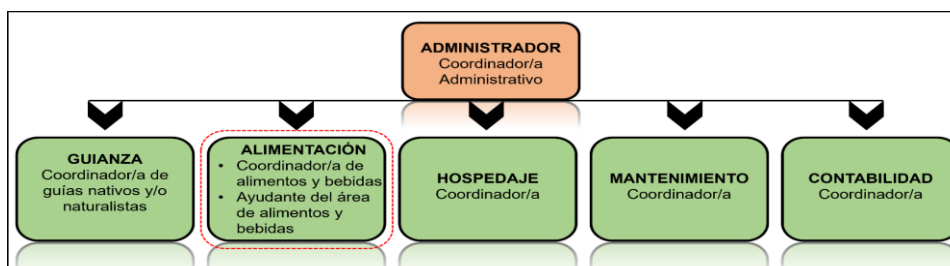 ADMINISTRADOR
Coordinador/a
Administrativo
GUIANZA
Coordinador/a de
guías nativos y/o
naturalistas
ALIMENTACIÓN
• Coordinador/a de
alimentos y bebidas
• Ayudante del área
de alimentos y
bebidas
HOSPEDAJE
Coordinador/a
MANTENIMIENTO
Coordinador/a
CONTABILIDAD
Coordinador/a